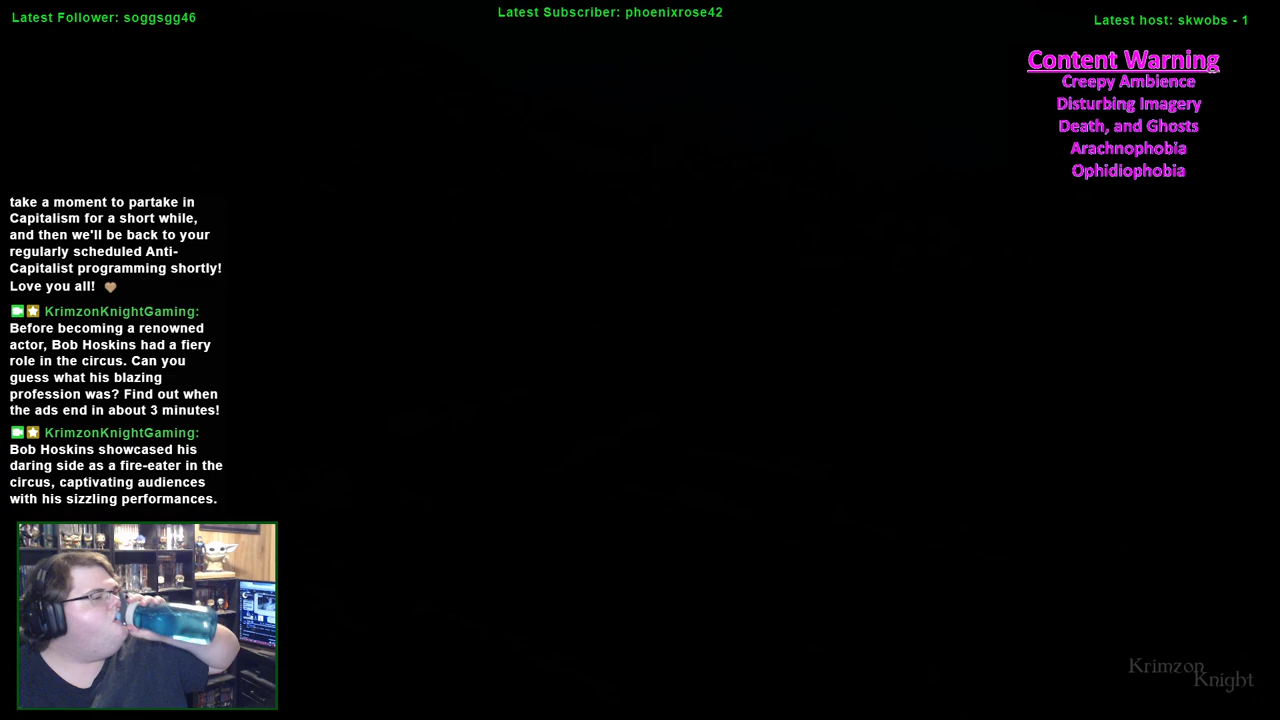 Latest Follower: soggsgg46
Latest Subscriber: phoenixrose42
Latest host: skwobs - 1
Content Warning
Creepy Ambience
Disturbing Imagery
Death, and Ghosts
Arachnophobia
Ophidiophobia
take a moment to partake in
Capitalism for a short while,
and then we'll be back to your
regularly scheduled Anti-
Capitalist programming shortly!
Love you all!
KrimzonKnightGaming:
Before becoming a renowned
actor, Bob Hoskins had a fiery
role in the circus. Can you
guess what his blazing
profession was? Find out when
the ads end in about 3 minutes!
KrimzonKnightGaming:
Bob Hoskins showcased his
daring side as a fire-eater in the
circus, captivating audiences
with his sizzling performances.
Krimzon
Knight